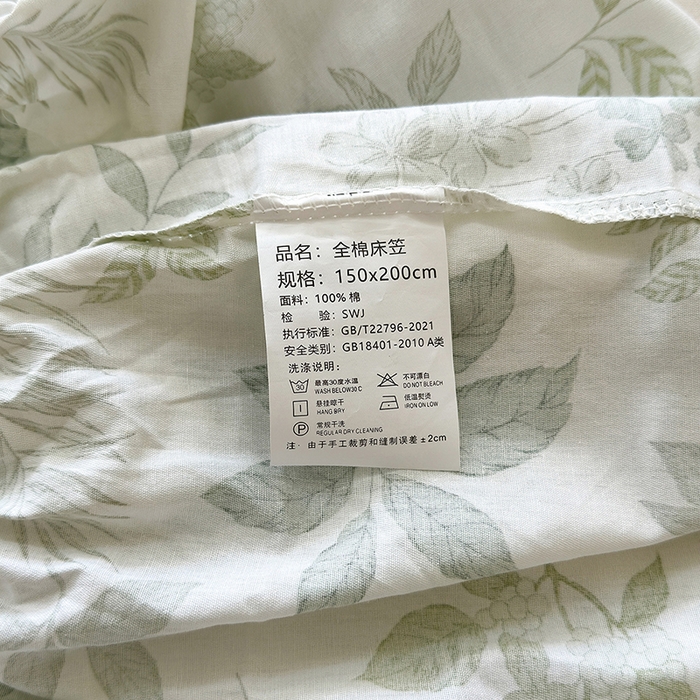 品名：全棉床笠
规格：150x200cm
面料：100% 棉
检 验：SWJ
执行标准：GB/T22796-2021
安全类别：GB18401-2010 A类
洗涤说明：
30 最高30度水温 不可漂白
WASH BELOW30 C DO NOT BLEACH
悬挂晾干 低温熨烫
HANG DRY IRON ON LOW
P 常规干洗
REGULAR DRY CLEANING
注：由于手工裁剪和缝制误差±2cm